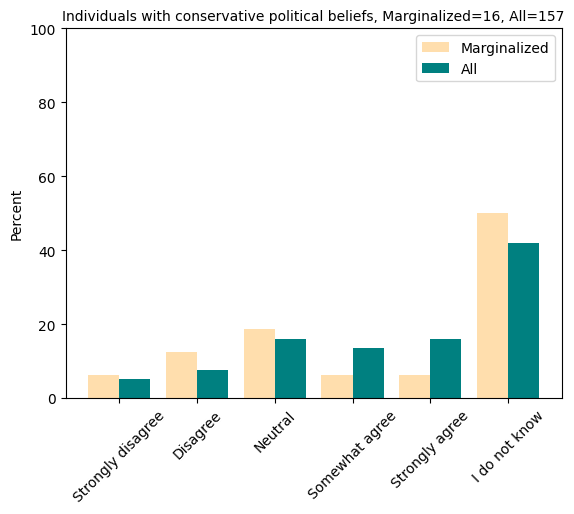 Individuals with conservative political beliefs, Marginalized=16, All=157
100
80
60
40
20
0
Percent
Marginalized
All
Strongly disagree
Disagree
Neutral
Somewhat agree
Strongly agree
I do not know